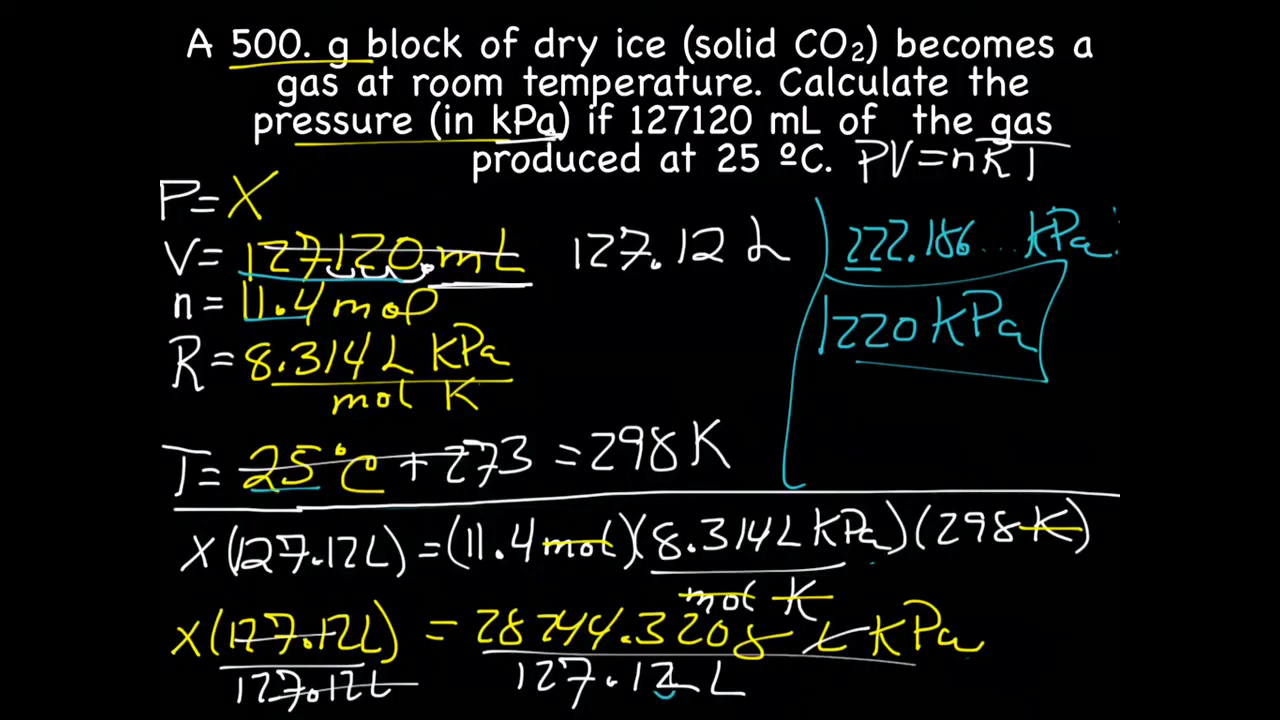 A 500. g block of dry ice (solid CO₂) becomes a
gas at room temperature. Calculate the
pressure (in kPa) if 127120 mL of the gas
produced at 25 ºC. PV=nRT
P= X
V= 127120. mL 127.12 L
222.186... kPa
n= 11.4 mol
1220 kPa
R= 8.314 L kPa
mol K
T= 25°C + 273 = 298 K
x(127.12L) = (11.4 mol)(8.314 L kPa)(298 K)
mol K
x(127.12L) = 28244.3208 L kPa
127.12L 127.12 L